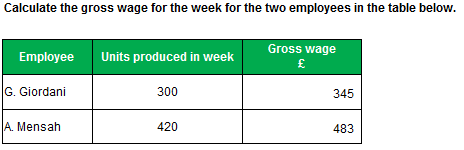 Calculate the gross wage for the week for the two employees in the table below.
Employee Units produced in week Gross wage
£
G. Giordani 300 345
A. Mensah 420 483